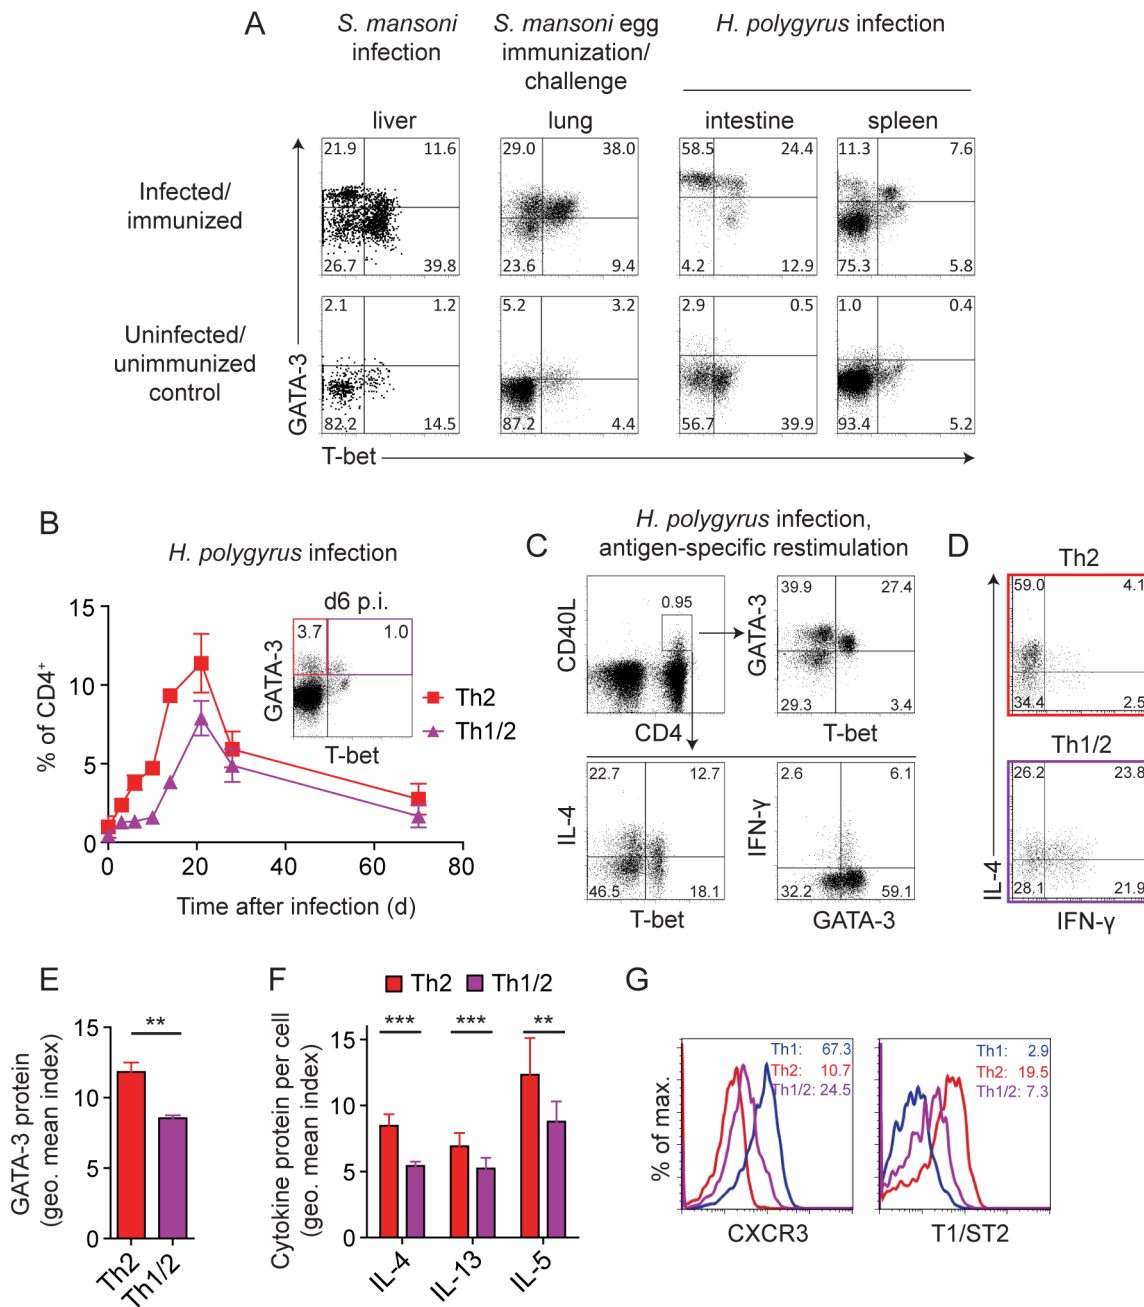 A
S. mansoni
infection
S. mansoni egg
immunization/
challenge
H. polygyrus infection
liver
lung
intestine
spleen
Infected/
immunized
21.9 11.6
26.7 39.8
29.0 38.0
23.6 9.4
58.5 24.4
4.2 12.9
11.3 7.6
75.3 5.8
Uninfected/
unimmunized
control
2.1 1.2
82.2 14.5
5.2 3.2
87.2 4.4
2.9 0.5
56.7 39.9
1.0 0.4
93.4 5.2
GATA-3
T-bet
B
H. polygyrus infection
% of CD4+
15
10
5
0
0 20 40 60 80
Time after infection (d)
d6 p.i.
3.7 1.0
GATA-3
T-bet
Th2
Th1/2
C
H. polygyrus infection,
antigen-specific restimulation
0.95
CD40L
CD4
39.9 27.4
29.3 3.4
GATA-3
T-bet
22.7 12.7
46.5 18.1
IL-4
T-bet
2.6 6.1
32.2 59.1
IFN-γ
GATA-3
D
Th2
59.0 4.1
34.4 2.5
Th1/2
26.2 23.8
28.1 21.9
IL-4
IFN-γ
E
GATA-3 protein
(geo. mean index)
15
10
5
0
**
Th2
Th1/2
F
Th2 Th1/2
Cytokine protein per cell
(geo. mean index)
15
10
5
0
*** *** **
IL-4
IL-13
IL-5
G
% of max.
Th1: 67.3
Th2: 10.7
Th1/2: 24.5
CXCR3
Th1: 2.9
Th2: 19.5
Th1/2: 7.3
T1/ST2